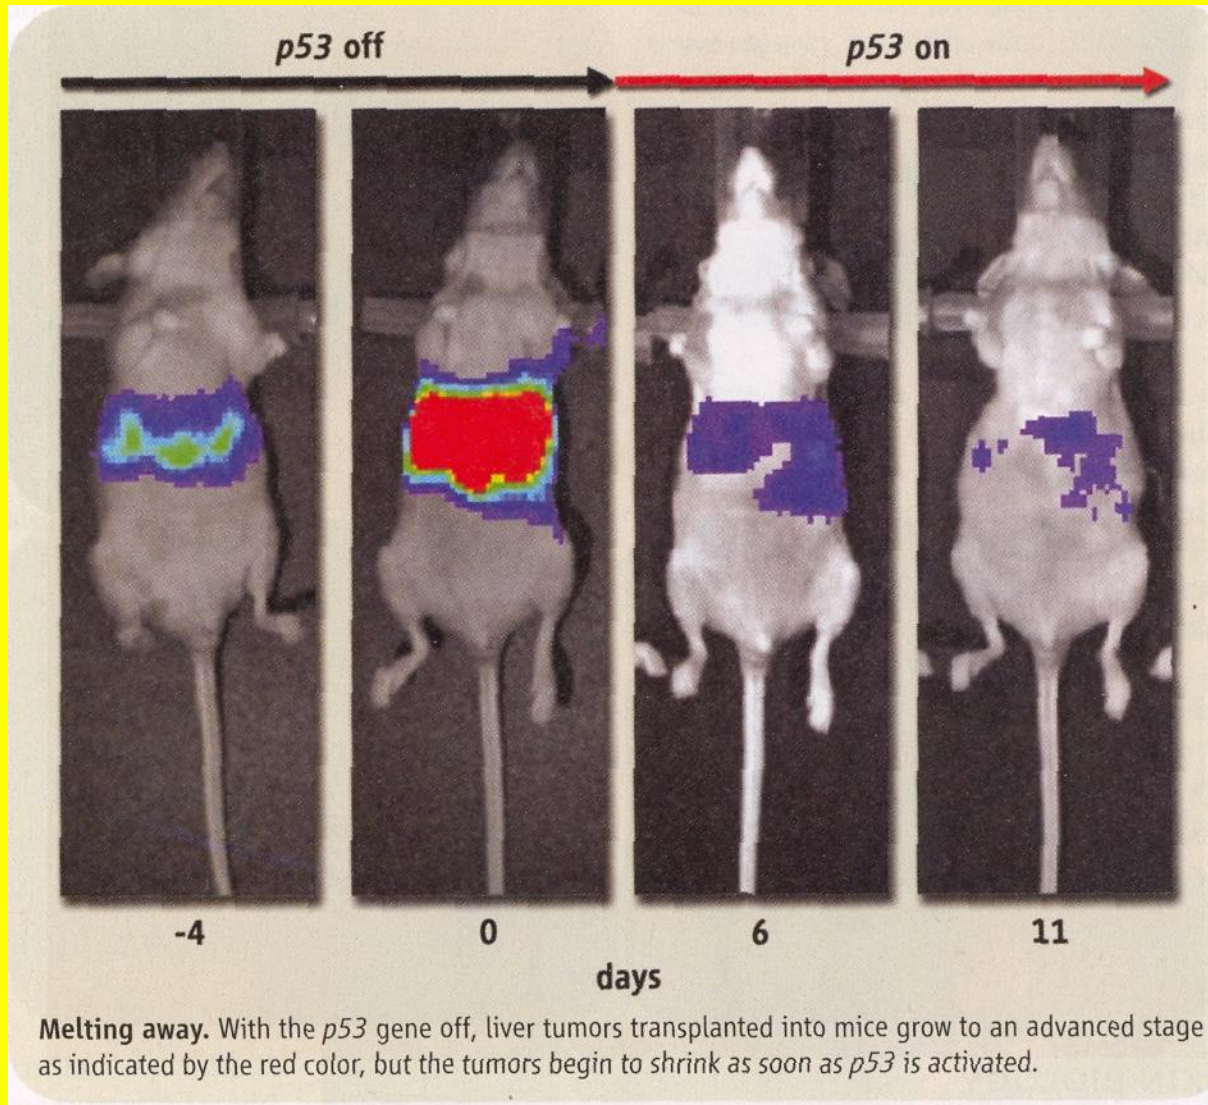 p53 off
p53 on
-4
0
6
11
days
Melting away. With the p53 gene off, liver tumors transplanted into mice grow to an advanced stage
as indicated by the red color, but the tumors begin to shrink as soon as p53 is activated.